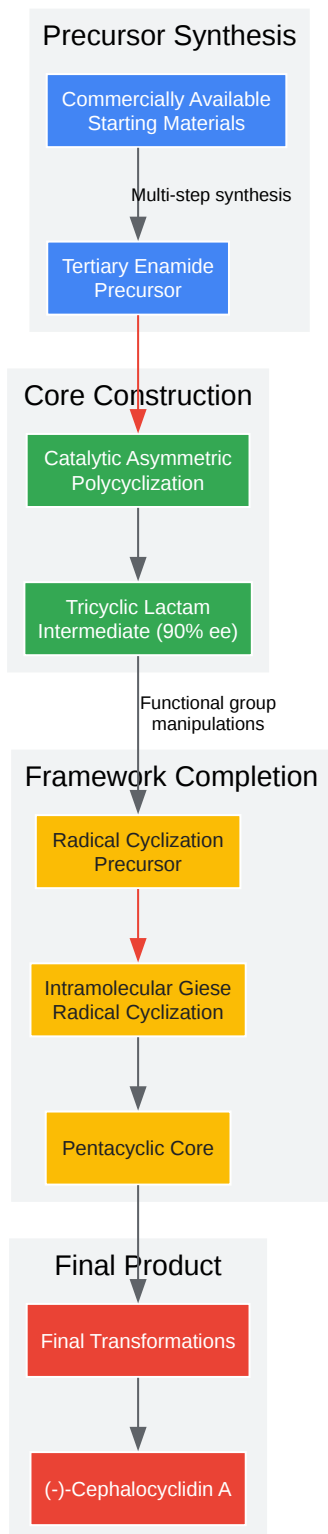 Precursor Synthesis
Commercially Available
Starting Materials
Multi-step synthesis
Tertiary Enamide
Precursor
Core Construction
Catalytic Asymmetric
Polycyclization
Tricyclic Lactam
Intermediate (90% ee)
Functional group
manipulations
Framework Completion
Radical Cyclization
Precursor
Intramolecular Giese
Radical Cyclization
Pentacyclic Core
Final Product
Final Transformations
(-)-Cephalocyclidin A